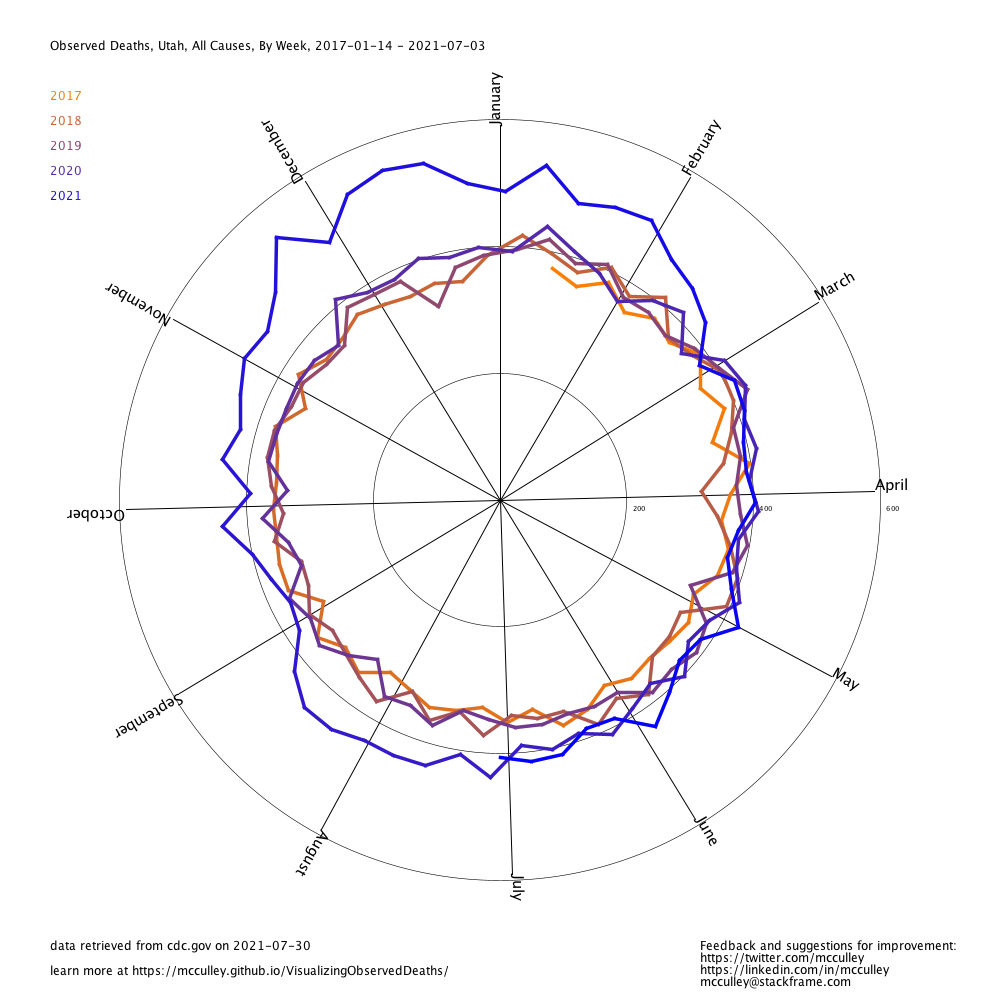 Observed Deaths, Utah, All Causes, By Week, 2017-01-14 - 2021-07-03
2017
2018
2019
2020
2021
January
February
March
April
May
June
July
August
September
October
November
December
200
400
600
data retrieved from cdc.gov on 2021-07-30
learn more at https://mcculley.github.io/VisualizingObservedDeaths/
Feedback and suggestions for improvement:
https://twitter.com/mcculley
https://linkedin.com/in/mcculley
mcculley@stackframe.com